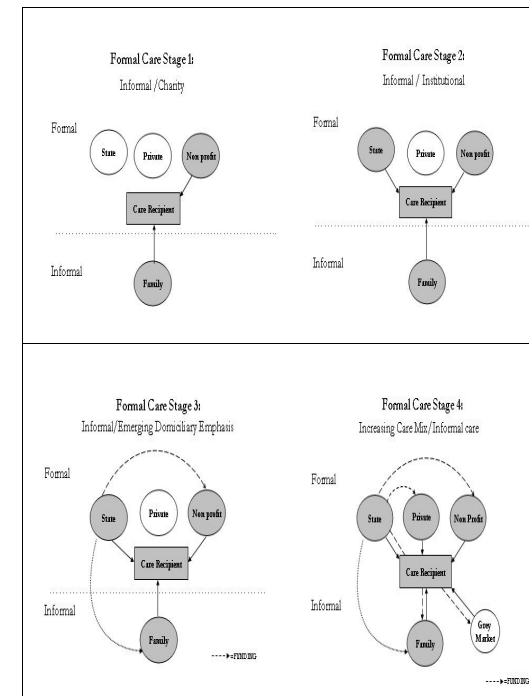 Formal Care Stage 1:
Informal /Charity
Formal
State
Private
Non profit
Care Recipient
Informal
Family
Formal Care Stage 2:
Informal / Institutional
Formal
State
Private
Non profit
Care Recipient
Informal
Family
Formal Care Stage 3:
Informal/Emerging Domiciliary Emphasis
Formal
State
Private
Non profit
Care Recipient
Informal
Family
=FUNDING
Formal Care Stage 4:
Increasing Care Mix/Informal care
Formal
State
Private
Non Profit
Care Recipient
Informal
Family
Grey
Market
=FUNDING